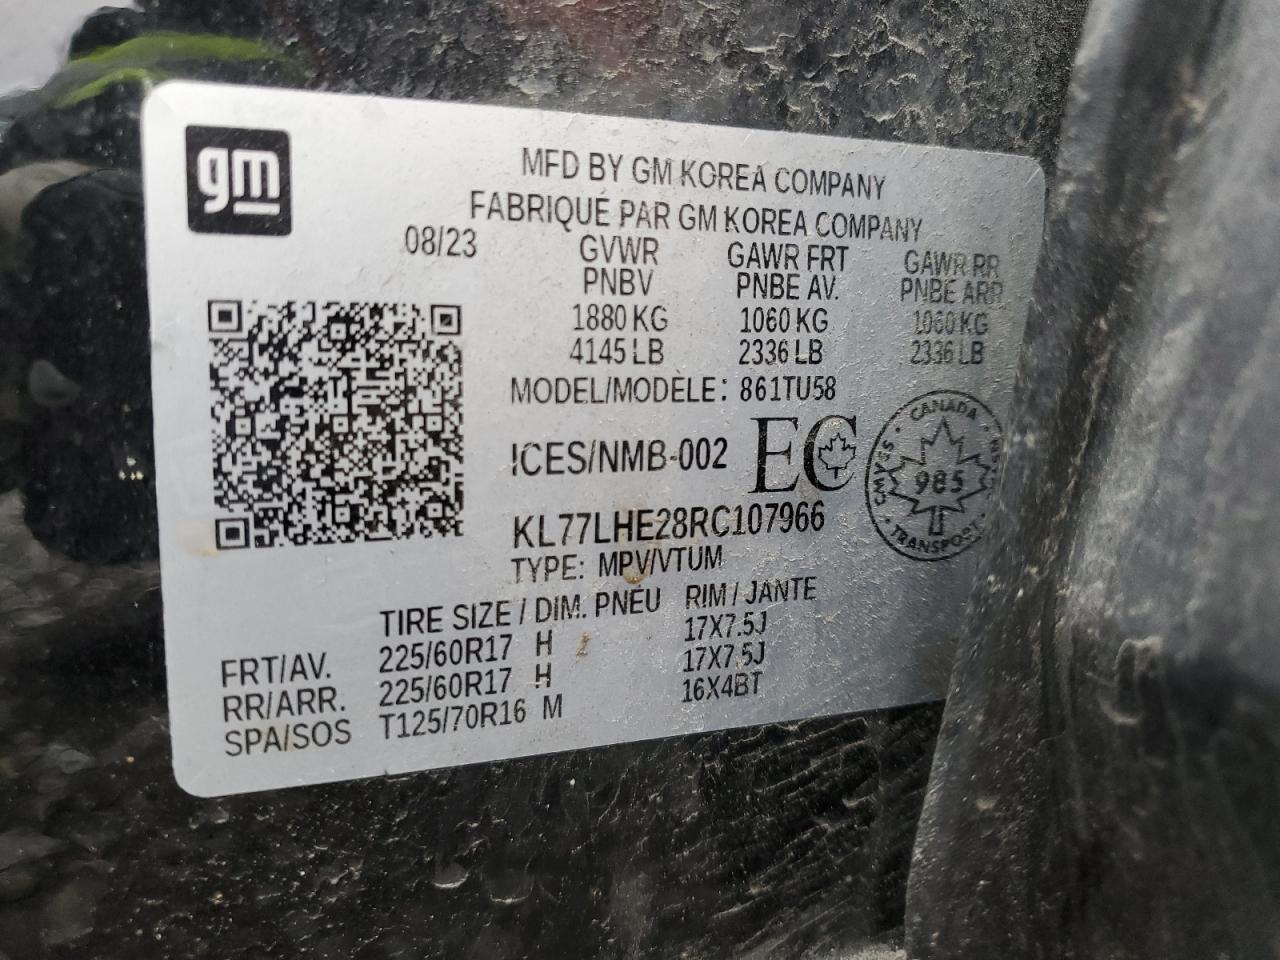 gm
MFD BY GM KOREA COMPANY
FABRIQUÉ PAR GM KOREA COMPANY
08/23 GVWR GAWR FRT GAWR RR
PNBV PNBE AV. PNBE ARR
1880 KG 1060 KG 1060 KG
4145 LB 2336 LB 2336 LB
MODEL/MODÈLE: 861TU58
ICES/NMB-002 EC
CANADA
CMVSS
985
TRANSPORT
KL77LHE28RC107966
TYPE: MPV/VTUM
TIRE SIZE / DIM. PNEU RIM / JANTE
FRT/AV. 225/60R17 H 17X7.5J
RR/ARR. 225/60R17 H 17X7.5J
SPA/SOS T125/70R16 M 16X4BT